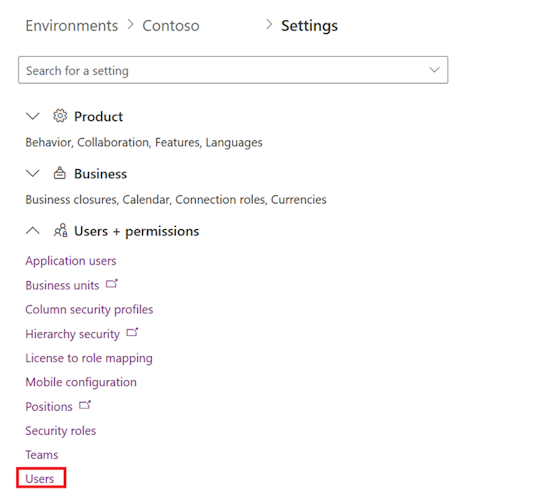 Environments > Contoso > Settings
Search for a setting
Product
Behavior, Collaboration, Features, Languages
Business
Business closures, Calendar, Connection roles, Currencies
Users + permissions
Application users
Business units
Column security profiles
Hierarchy security
License to role mapping
Mobile configuration
Positions
Security roles
Teams
Users